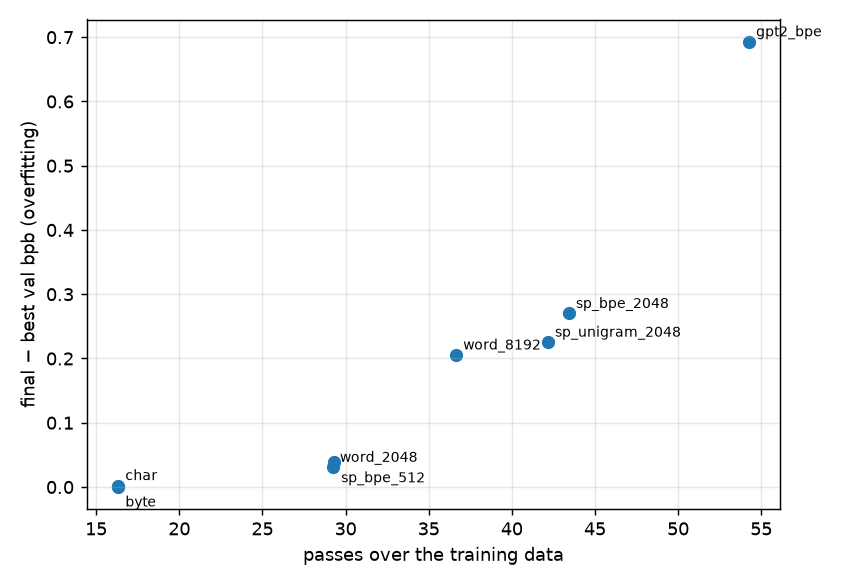 final − best val bpb (overfitting)
0.7
0.6
0.5
0.4
0.3
0.2
0.1
0.0
gpt2_bpe
sp_bpe_2048
sp_unigram_2048
word_8192
word_2048
sp_bpe_512
char
byte
15 20 25 30 35 40 45 50 55
passes over the training data